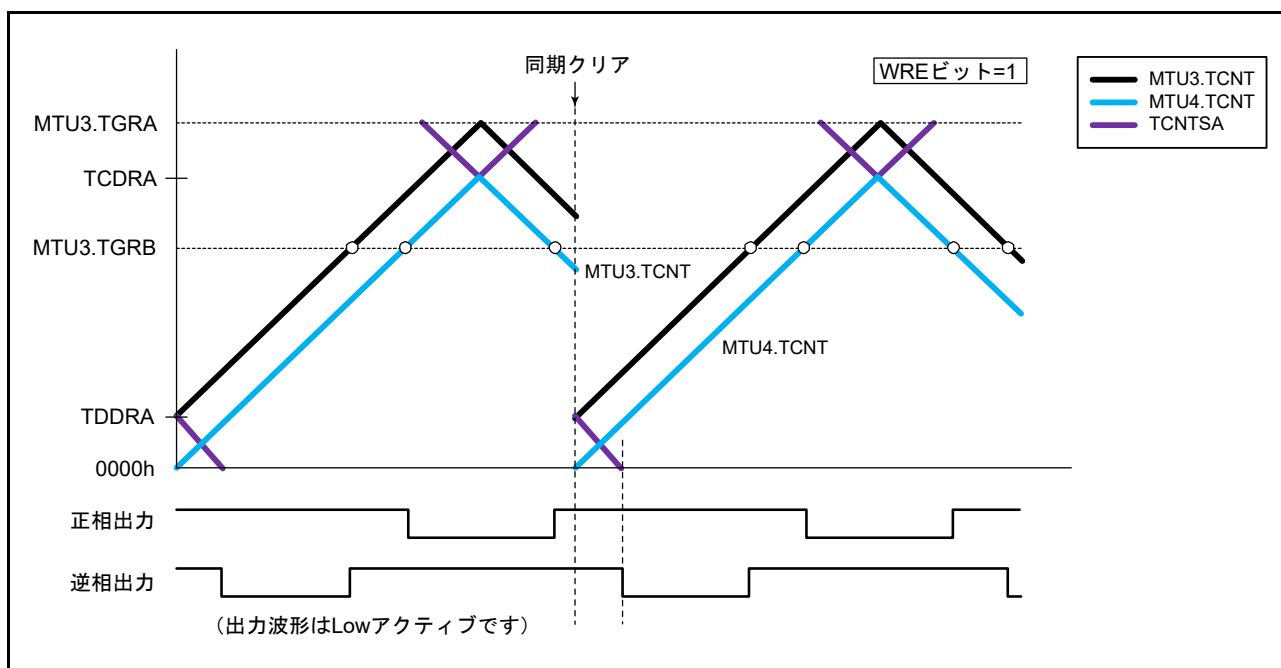 同期クリア
WREビット=1
MTU3.TCNT
MTU4.TCNT
TCNTSA
MTU3.TGRA
TCDRA
MTU3.TGRB
MTU3.TCNT
MTU4.TCNT
TDDRA
0000h
正相出力
逆相出力
（出力波形はLowアクティブです）